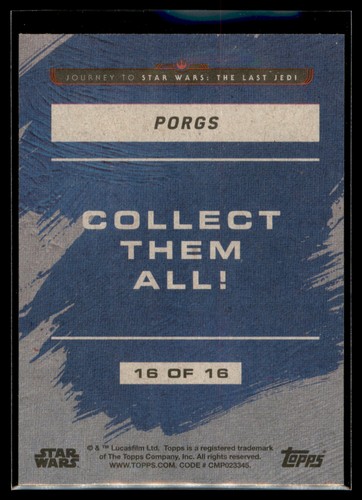 JOURNEY TO STAR WARS: THE LAST JEDI
PORGS
COLLECT
THEM
ALL!
16 OF 16
STAR
WARS
© & ™ Lucasfilm Ltd. Topps is a registered trademark
of The Topps Company, Inc. All rights reserved.
WWW.TOPPS.COM. CODE # CMP023345.
Topps